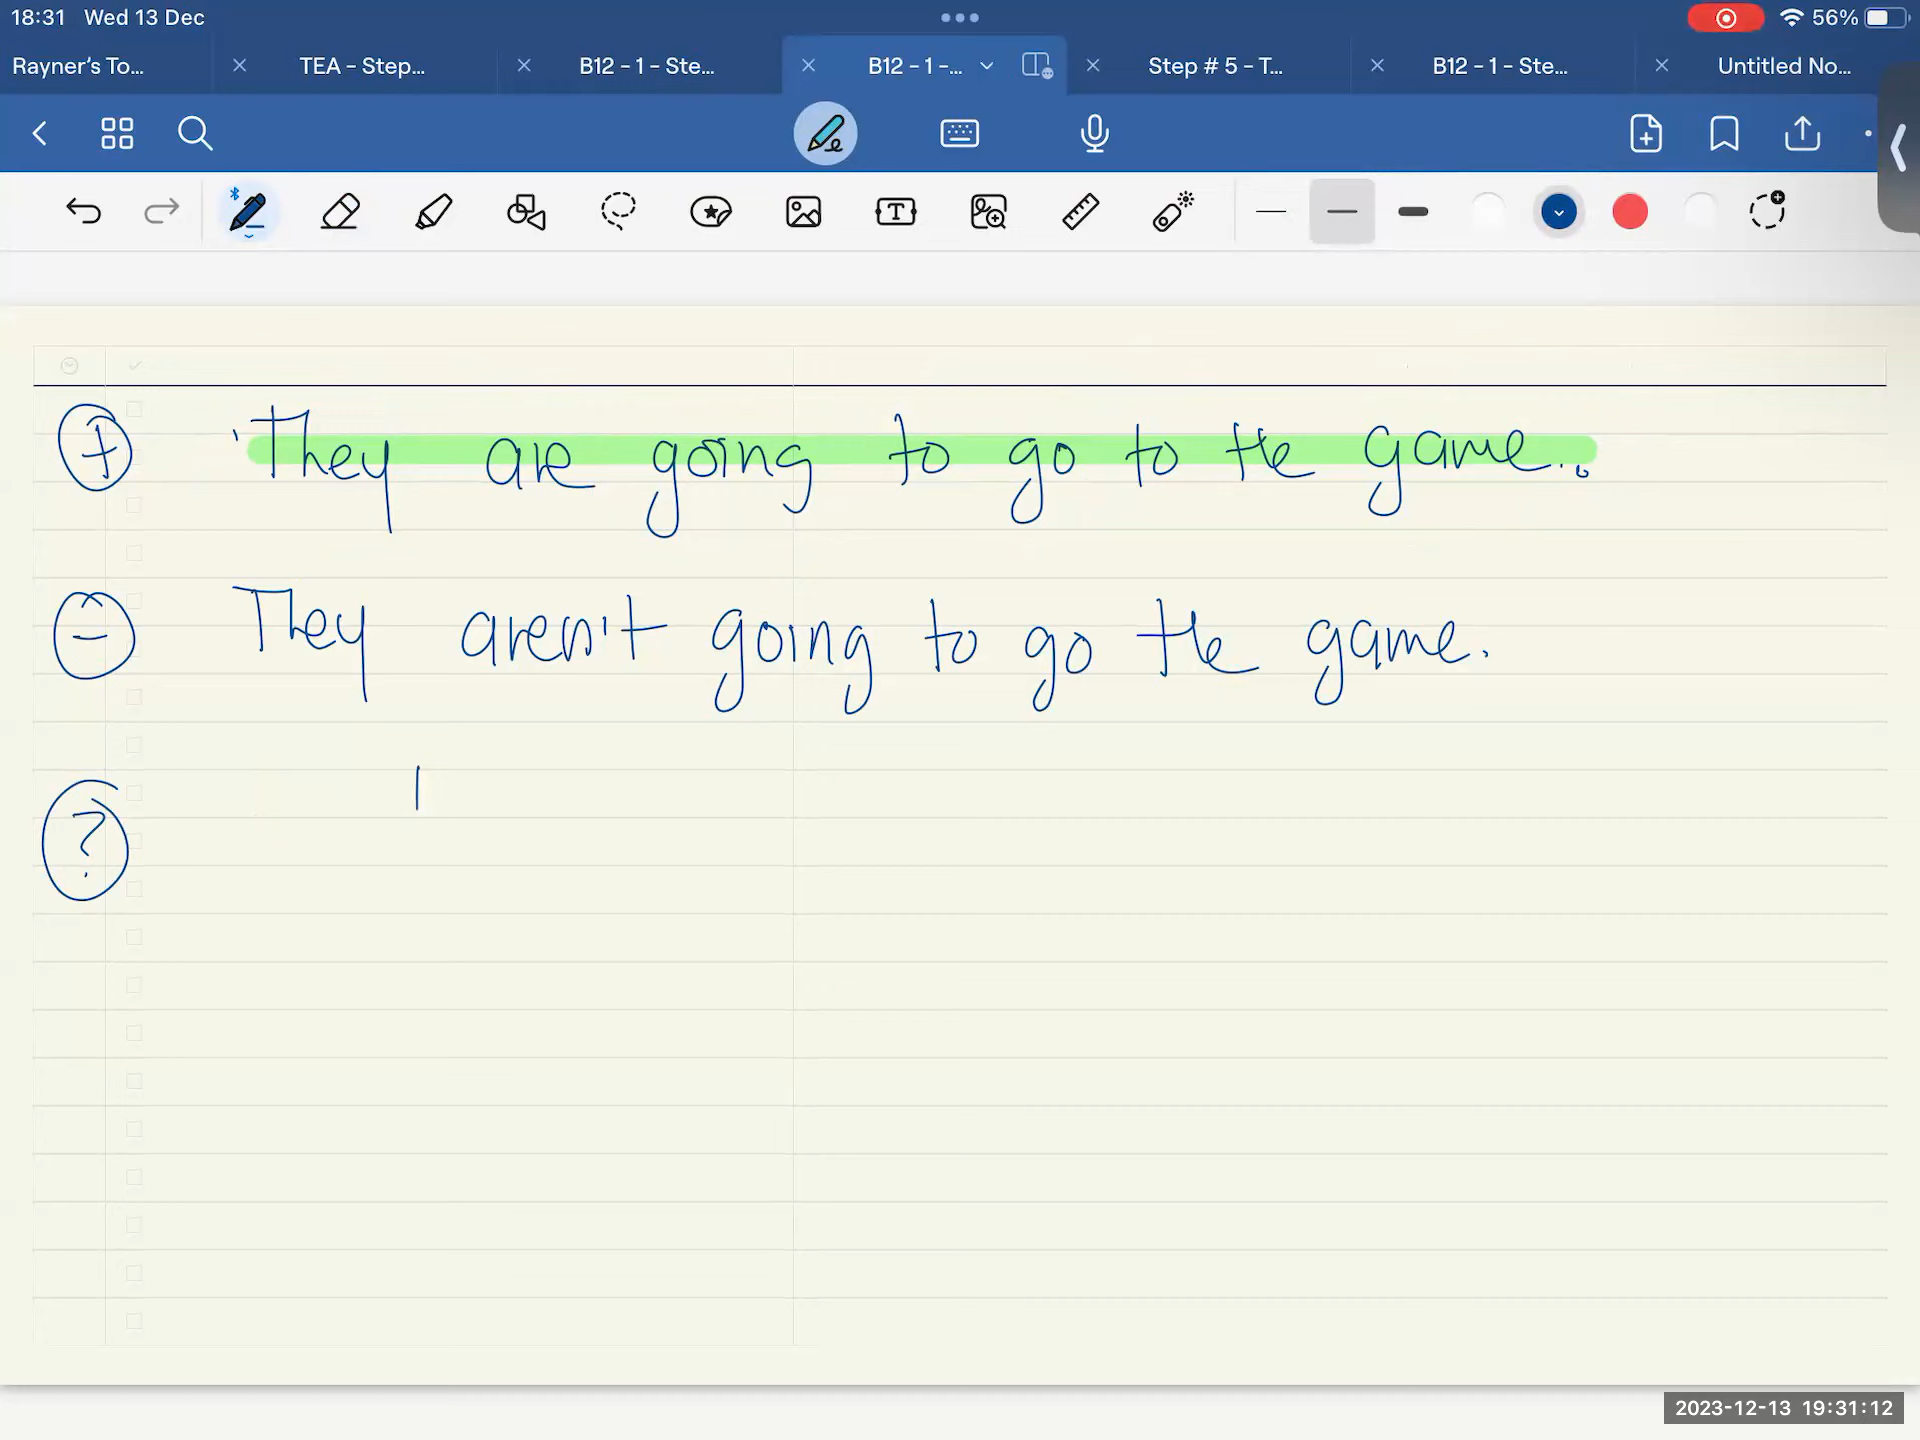 18:31 Wed 13 Dec
56%
Rayner's To... TEA - Step... B12 - 1 - Ste... B12 - 1 -... Step # 5 - T... B12 - 1 - Ste... Untitled No...
+ They are going to go to the game.
- They aren't going to go the game.
?
2023-12-13 19:31:12